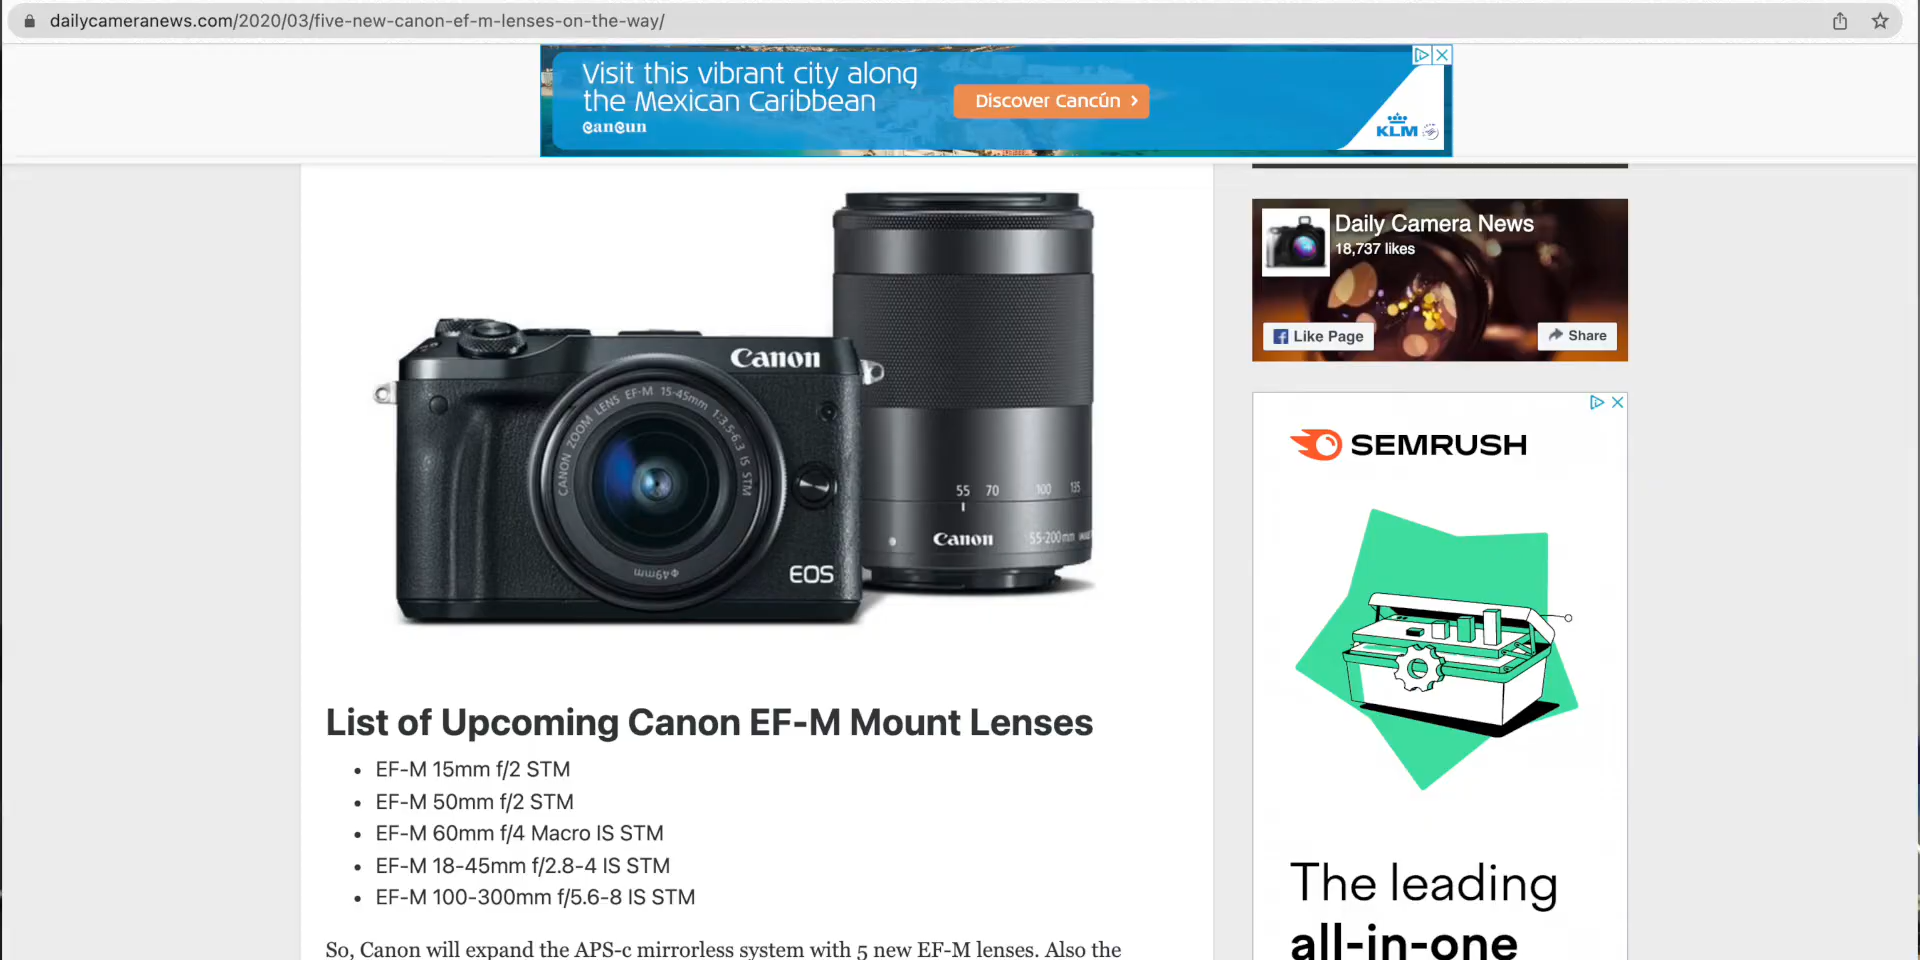 dailycameranews.com/2020/03/five-new-canon-ef-m-lenses-on-the-way/
Visit this vibrant city along
the Mexican Caribbean
cancun
Discover Cancún
KLM
Canon
CANON ZOOM LENS EF-M 15-45mm 1:3.5-6.3 IS STM
Φ49mm
EOS
55 70 100 135
Canon 55-200mm
Daily Camera News
18,737 likes
Like Page
Share
SEMRUSH
The leading
all-in-one
List of Upcoming Canon EF-M Mount Lenses
• EF-M 15mm f/2 STM
• EF-M 50mm f/2 STM
• EF-M 60mm f/4 Macro IS STM
• EF-M 18-45mm f/2.8-4 IS STM
• EF-M 100-300mm f/5.6-8 IS STM
So, Canon will expand the APS-c mirrorless system with 5 new EF-M lenses. Also the